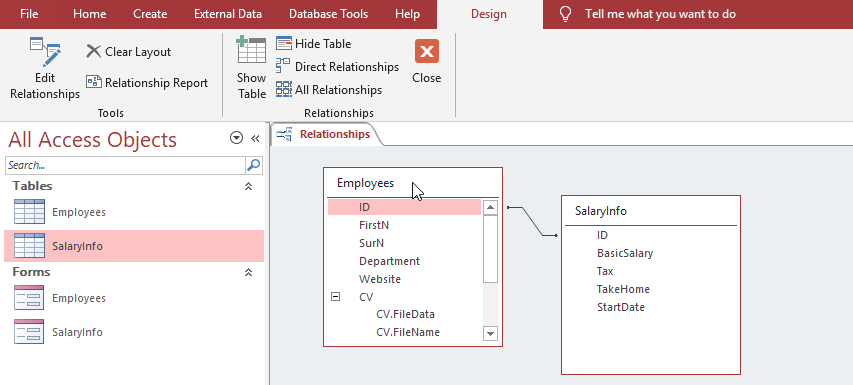 File Home Create External Data Database Tools Help Design Tell me what you want to do
Edit Relationships
Clear Layout
Relationship Report
Tools
Show Table
Hide Table
Direct Relationships
All Relationships
Close
Relationships
All Access Objects
Search...
Tables
Employees
SalaryInfo
Forms
Employees
SalaryInfo
Relationships
Employees
ID
FirstN
SurN
Department
Website
CV
CV.FileData
CV.FileName
SalaryInfo
ID
BasicSalary
Tax
TakeHome
StartDate